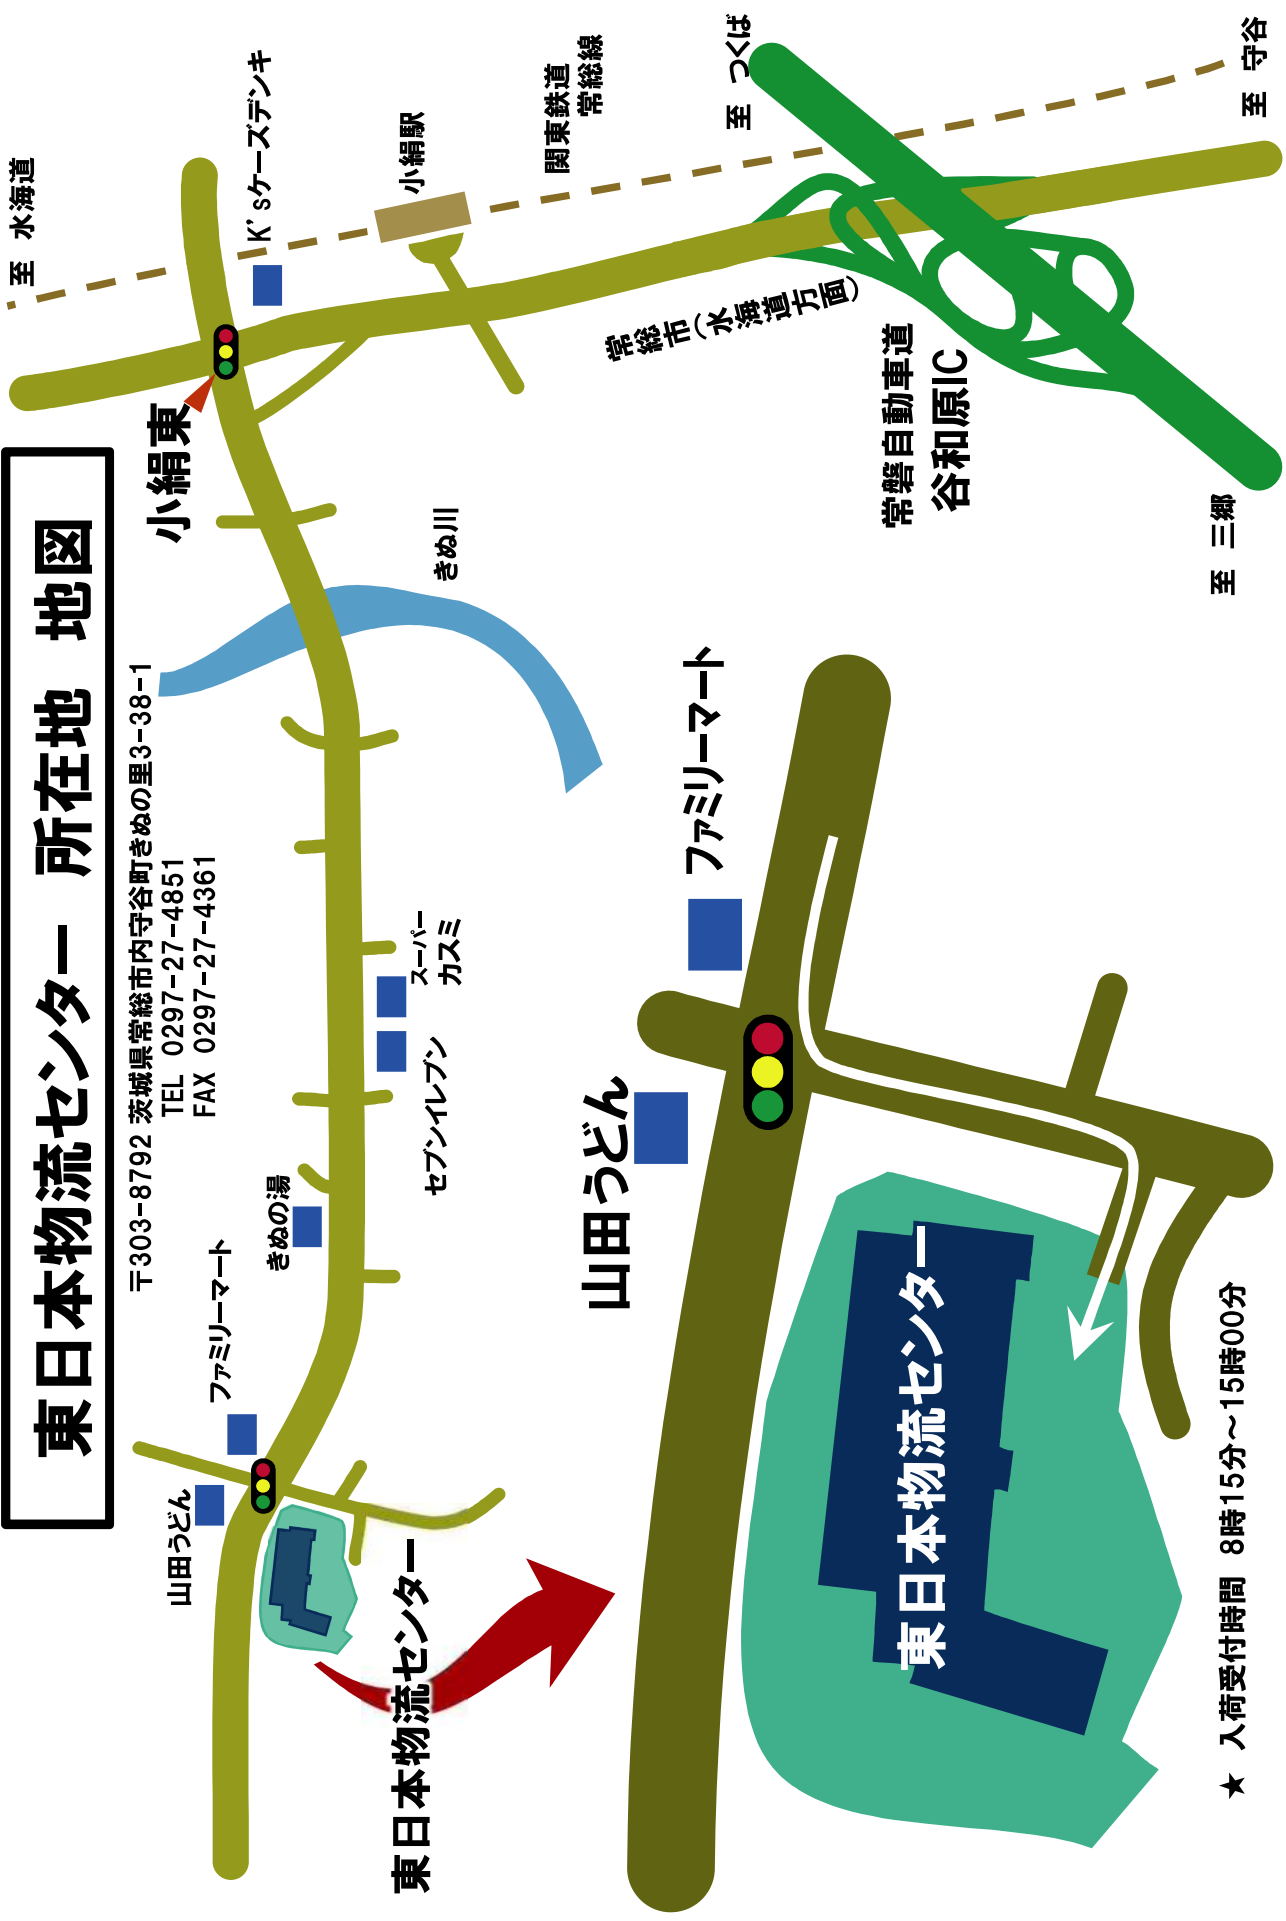 東日本物流センター 所在地 地図
〒303-8792 茨城県常総市内守谷町きぬの里3-38-1
TEL 0297-27-4851
FAX 0297-27-4361
至 水海道
K'sケーズデンキ
小絹駅
関東鉄道
常総線
至 つくば
至 守谷
小絹東
常総市(水海道方面)
常磐自動車道
谷和原IC
至 三郷
きぬ川
スーパー
カスミ
セブンイレブン
きぬの湯
ファミリーマート
山田うどん
東日本物流センター
ファミリーマート
山田うどん
東日本物流センター
★ 入荷受付時間 8時15分~15時00分